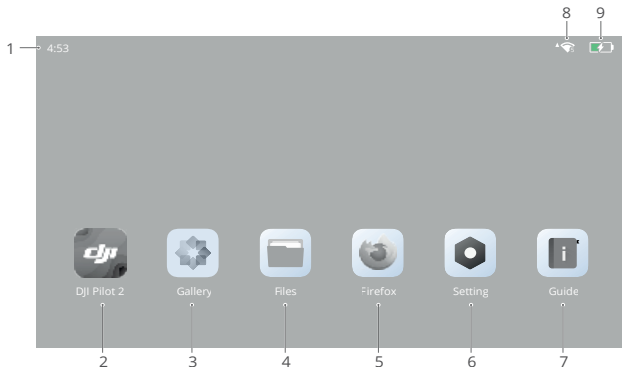 8 9
1 4:53
dji
i
DJI Pilot 2 Gallery Files Firefox Setting Guide
2 3 4 5 6 7